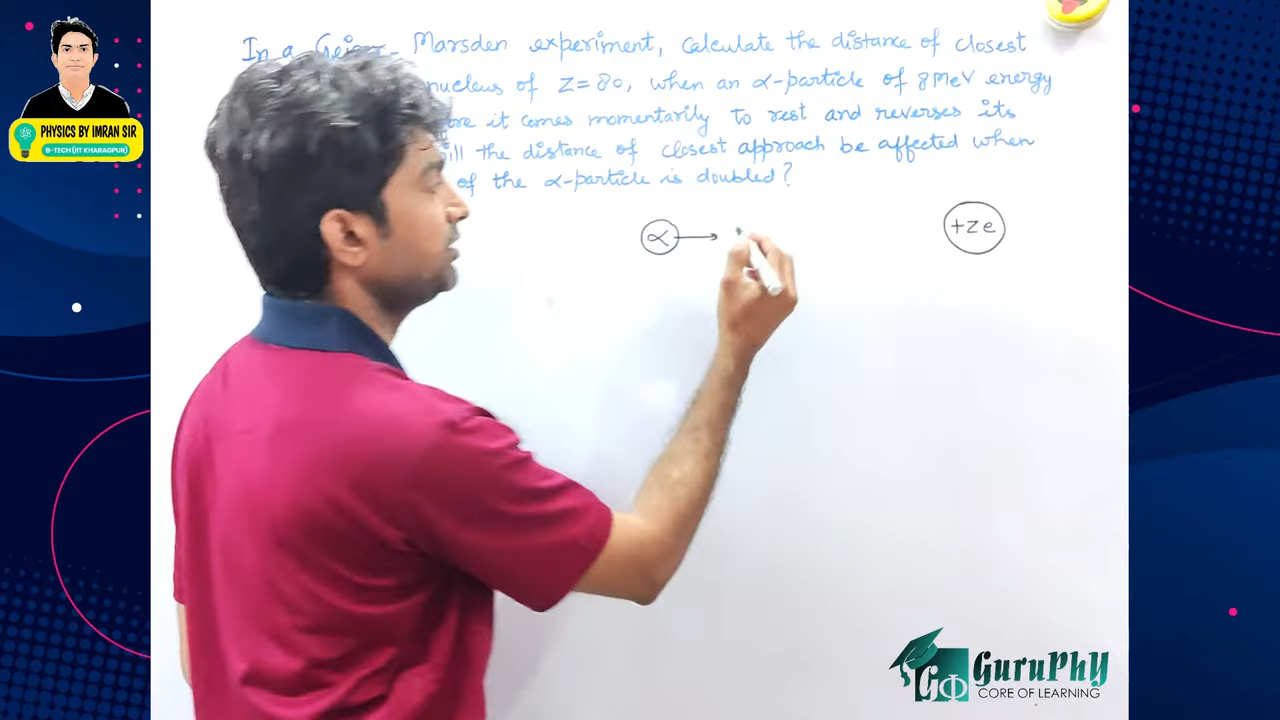 In a Geiger- Marsden experiment, calculate the distance of closest
nucleus of Z=80, when an α-particle of 8MeV energy
it comes momentarily to rest and reverses its
the distance of closest approach be affected when
of the α-particle is doubled?
α
+Ze
PHYSICS BY IMRAN SIR
B-TECH (IIT KHARAGPUR)
GΦ GuruPhY
CORE OF LEARNING